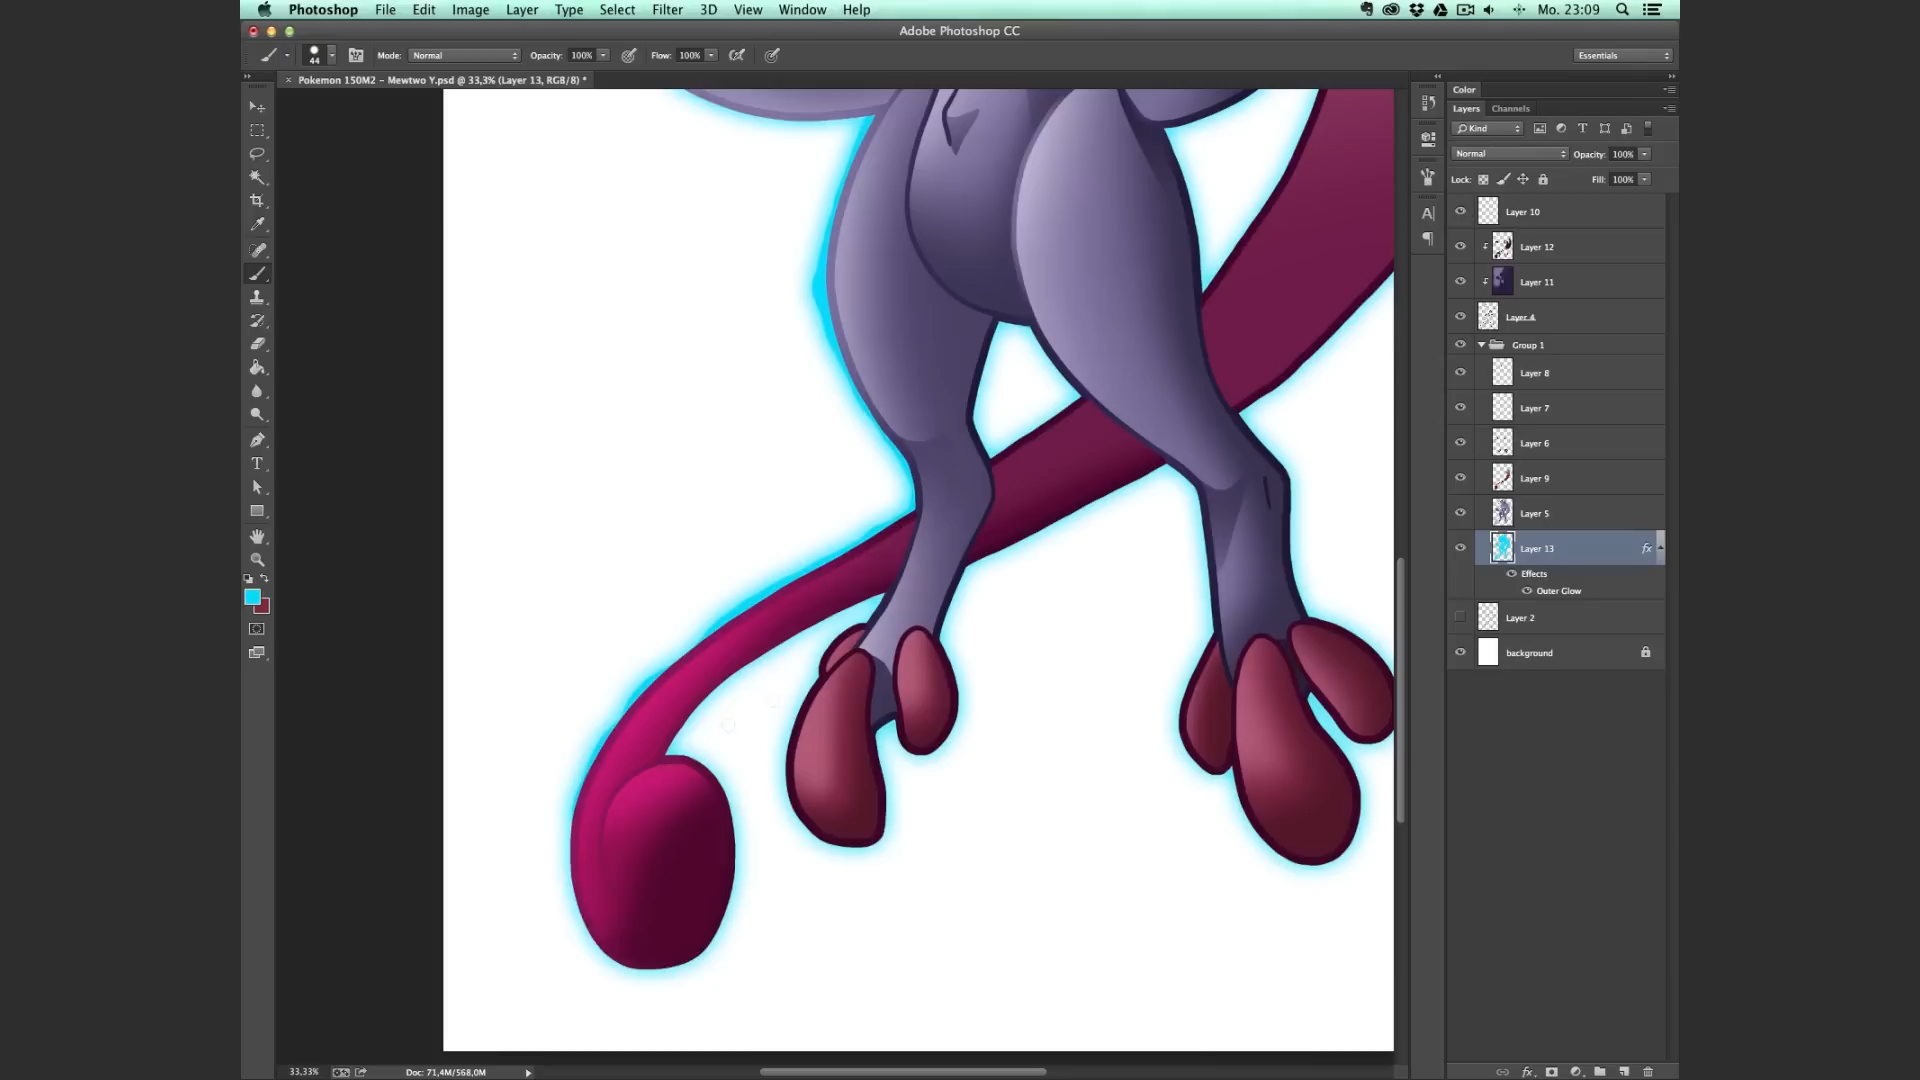 Photoshop File Edit Image Layer Type Select Filter 3D View Window Help Mo. 23:09
Adobe Photoshop CC
44 Mode: Normal Opacity: 100% Flow: 100% Essentials
× Pokemon 150M2 - Mewtwo Y.psd @ 33,3% (Layer 13, RGB/8) *
Color
Layers Channels
Kind
Normal Opacity: 100%
Lock: Fill: 100%
Layer 10
Layer 12
Layer 11
Layer 4
Group 1
Layer 8
Layer 7
Layer 6
Layer 9
Layer 5
Layer 13 fx
Effects
Outer Glow
Layer 2
background
33,33% Doc: 71,4M/568,0M